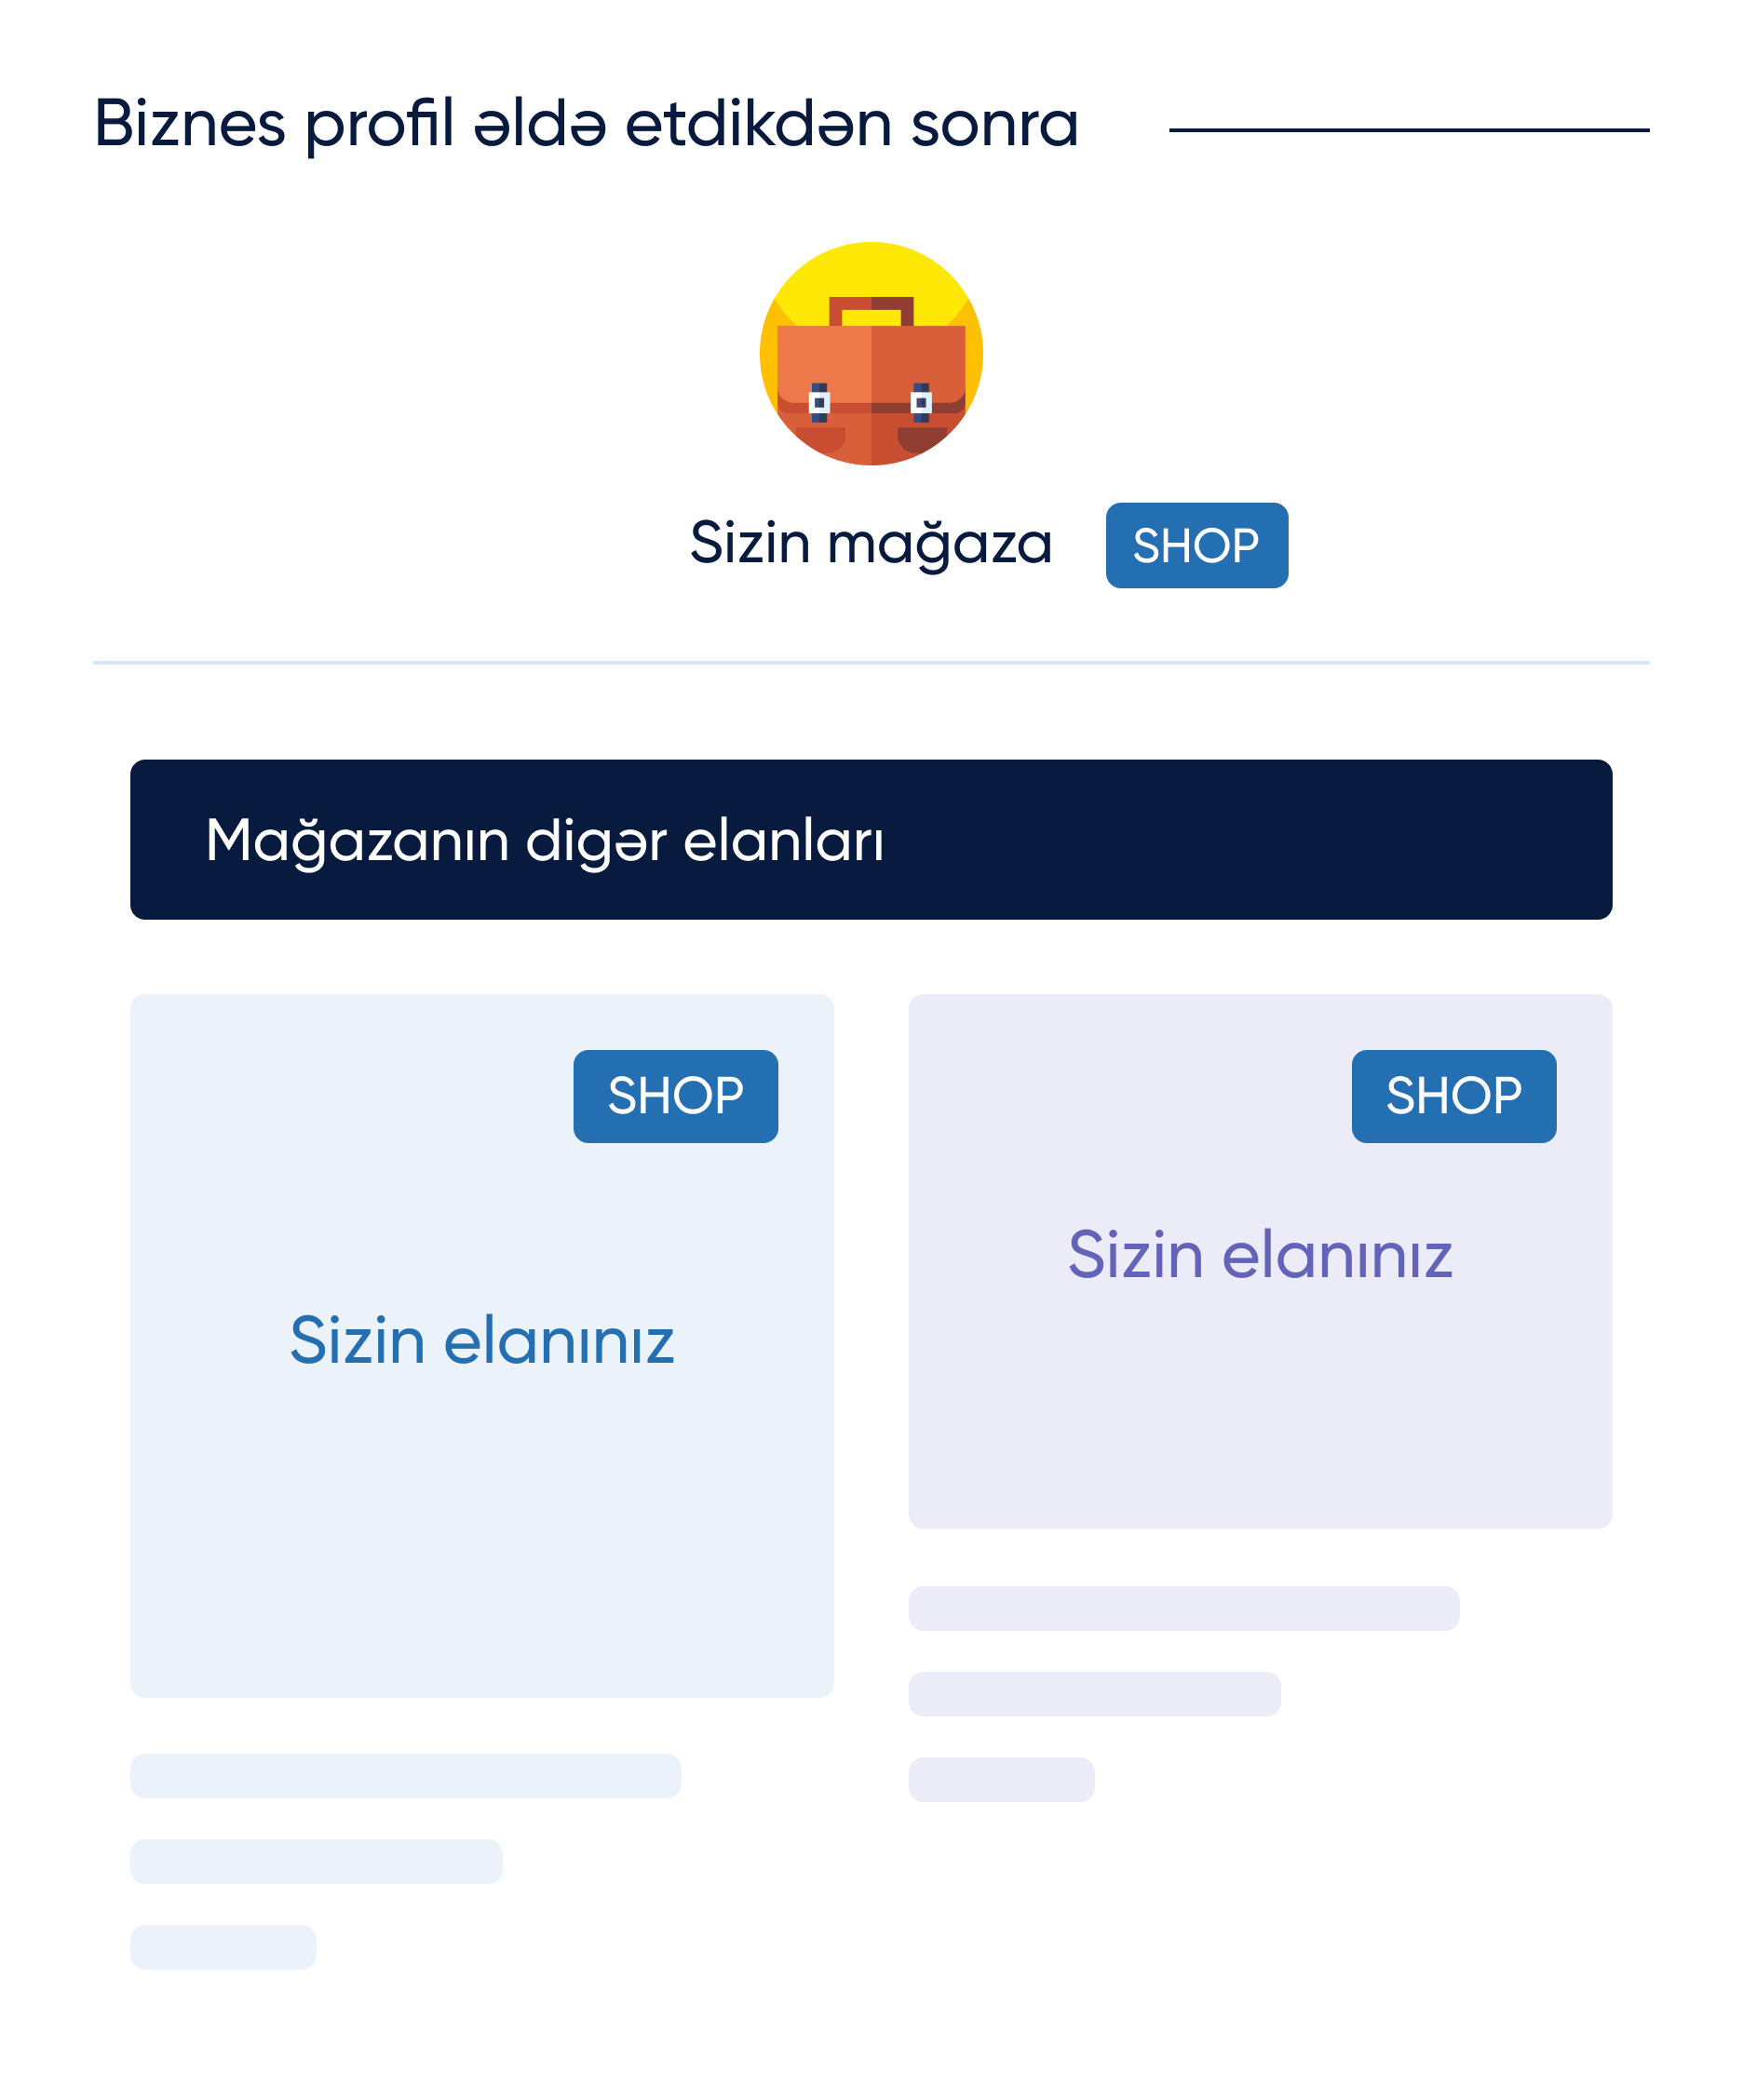 Biznes profil əldə etdikdən sonra
Sizin mağaza
SHOP
Mağazanın digər elanları
SHOP
Sizin elanınız
SHOP
Sizin elanınız